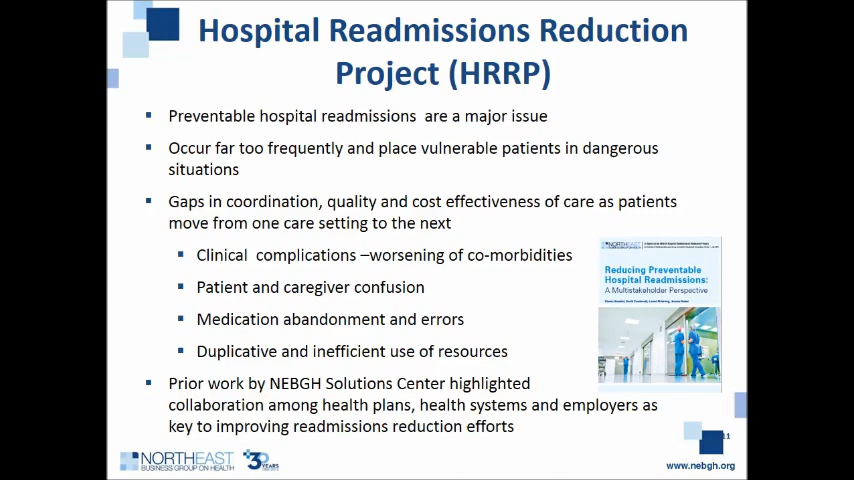 Hospital Readmissions Reduction
Project (HRRP)
Preventable hospital readmissions are a major issue
Occur far too frequently and place vulnerable patients in dangerous
situations
Gaps in coordination, quality and cost effectiveness of care as patients
move from one care setting to the next
Clinical complications –worsening of co-morbidities
Patient and caregiver confusion
Medication abandonment and errors
Duplicative and inefficient use of resources
NORTHEAST
Reducing Preventable
Hospital Readmissions:
A Multistakeholder Perspective
Prior work by NEBGH Solutions Center highlighted
collaboration among health plans, health systems and employers as
key to improving readmissions reduction efforts
11
NORTHEAST
BUSINESS GROUP ON HEALTH
30
YEARS
www.nebgh.org